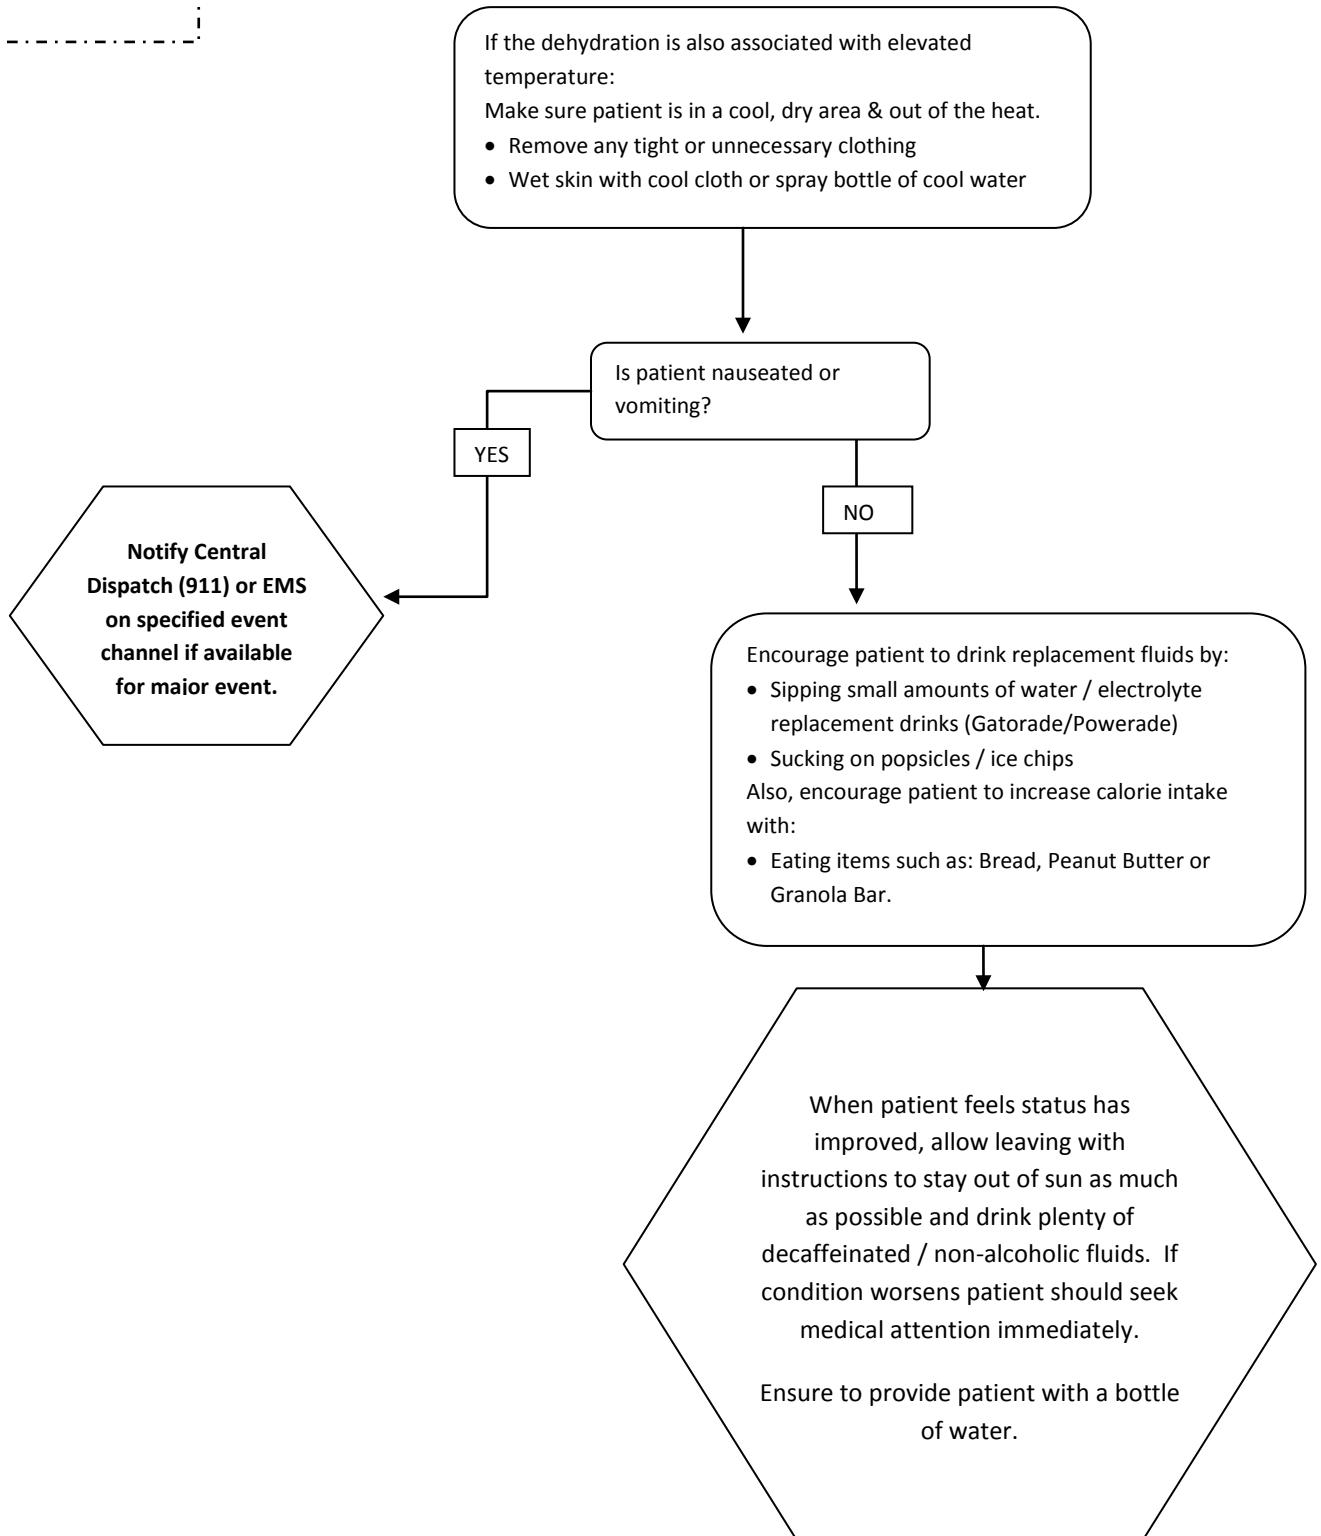 If the dehydration is also associated with elevated
temperature:
Make sure patient is in a cool, dry area & out of the heat.
• Remove any tight or unnecessary clothing
• Wet skin with cool cloth or spray bottle of cool water
Is patient nauseated or
vomiting?
YES
NO
Notify Central
Dispatch (911) or EMS
on specified event
channel if available
for major event.
Encourage patient to drink replacement fluids by:
• Sipping small amounts of water / electrolyte
replacement drinks (Gatorade/Powerade)
• Sucking on popsicles / ice chips
Also, encourage patient to increase calorie intake
with:
• Eating items such as: Bread, Peanut Butter or
Granola Bar.
When patient feels status has
improved, allow leaving with
instructions to stay out of sun as much
as possible and drink plenty of
decaffeinated / non-alcoholic fluids.  If
condition worsens patient should seek
medical attention immediately.
Ensure to provide patient with a bottle
of water.